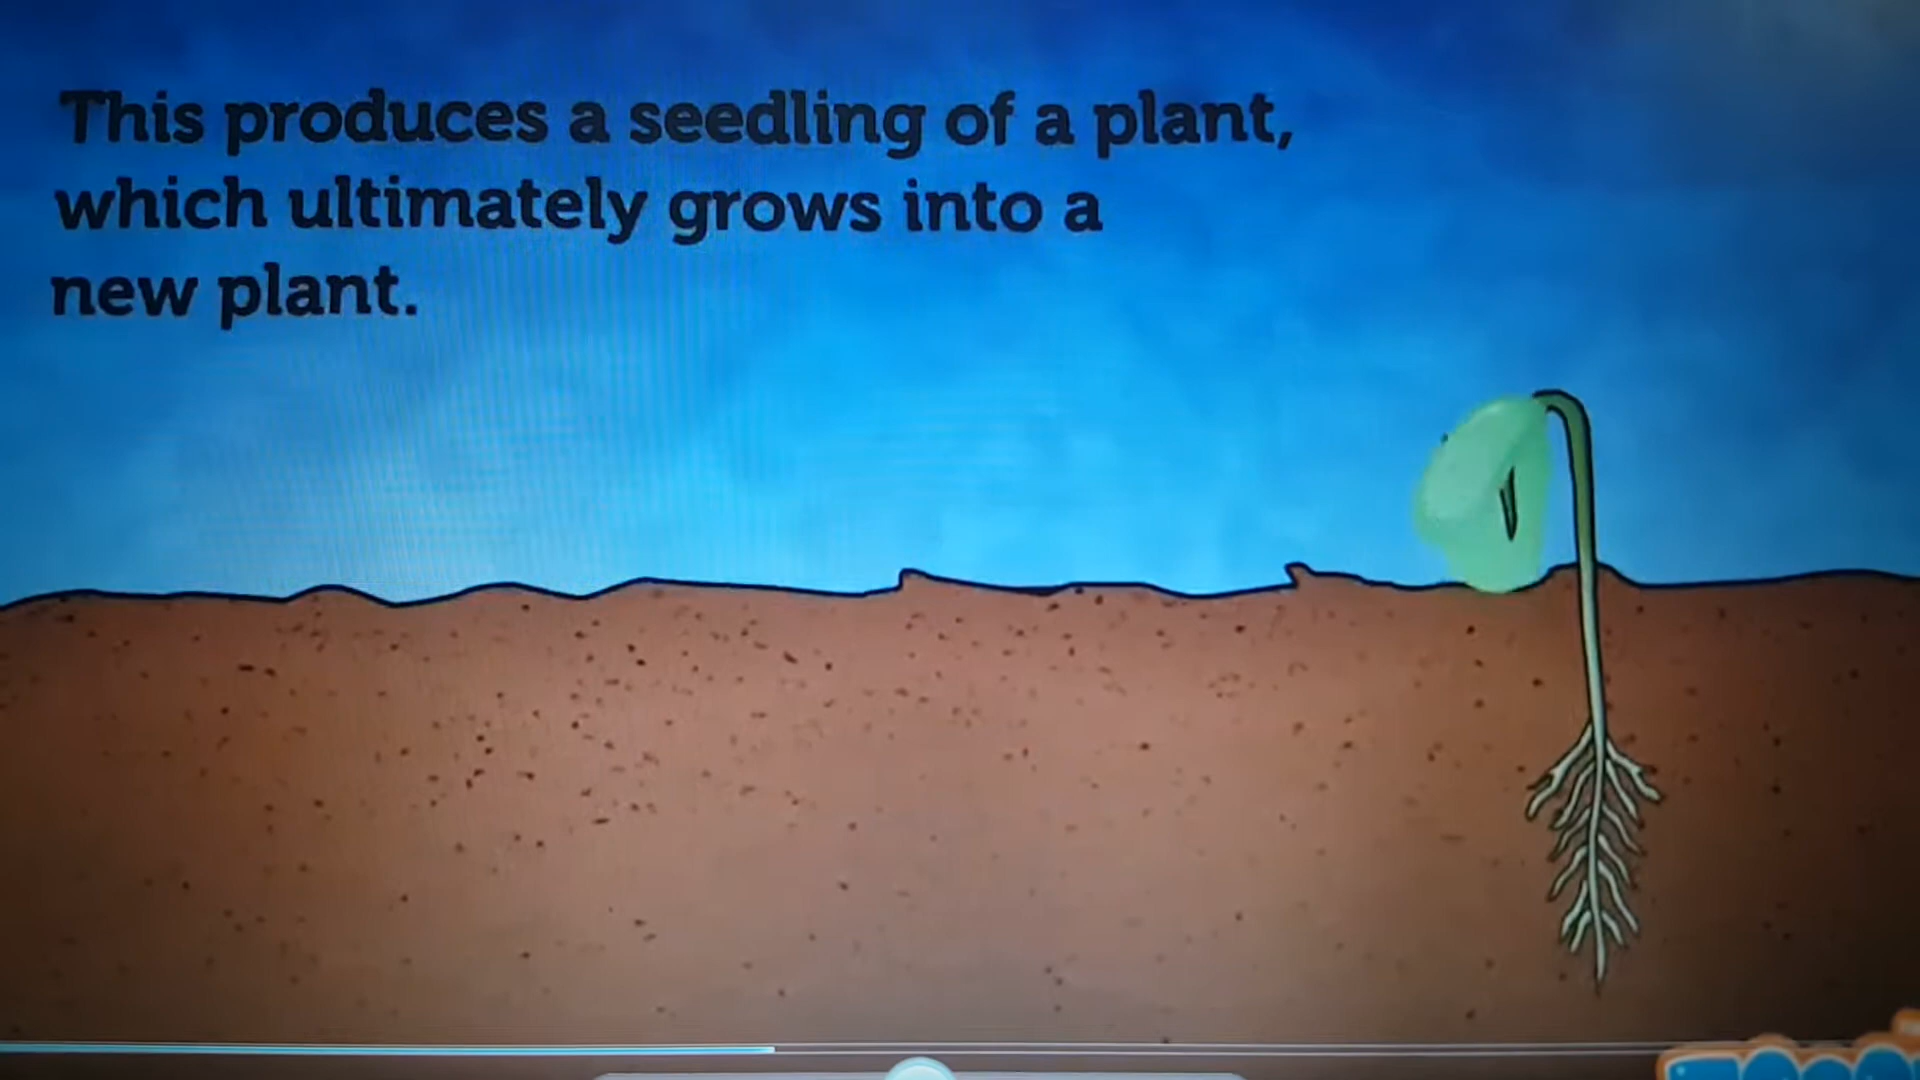 This produces a seedling of a plant,
which ultimately grows into a
new plant.